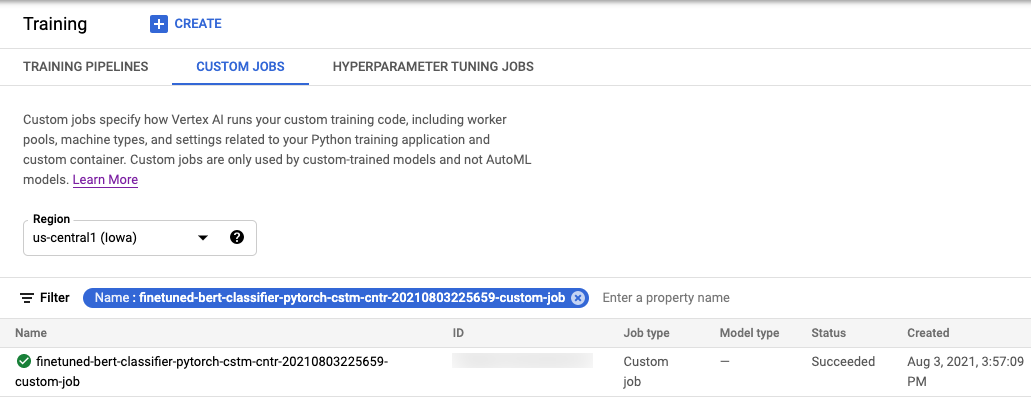 Training
CREATE
TRAINING PIPELINES
CUSTOM JOBS
HYPERPARAMETER TUNING JOBS
Custom jobs specify how Vertex AI runs your custom training code, including worker
pools, machine types, and settings related to your Python training application and
custom container. Custom jobs are only used by custom-trained models and not AutoML
models. Learn More
Region
us-central1 (Iowa)
?
Filter
Name : finetuned-bert-classifier-pytorch-cstm-cntr-20210803225659-custom-job
Enter a property name
Name
ID
Job type
Model type
Status
Created
finetuned-bert-classifier-pytorch-cstm-cntr-20210803225659-
custom-job
Custom
job
—
Succeeded
Aug 3, 2021, 3:57:09
PM